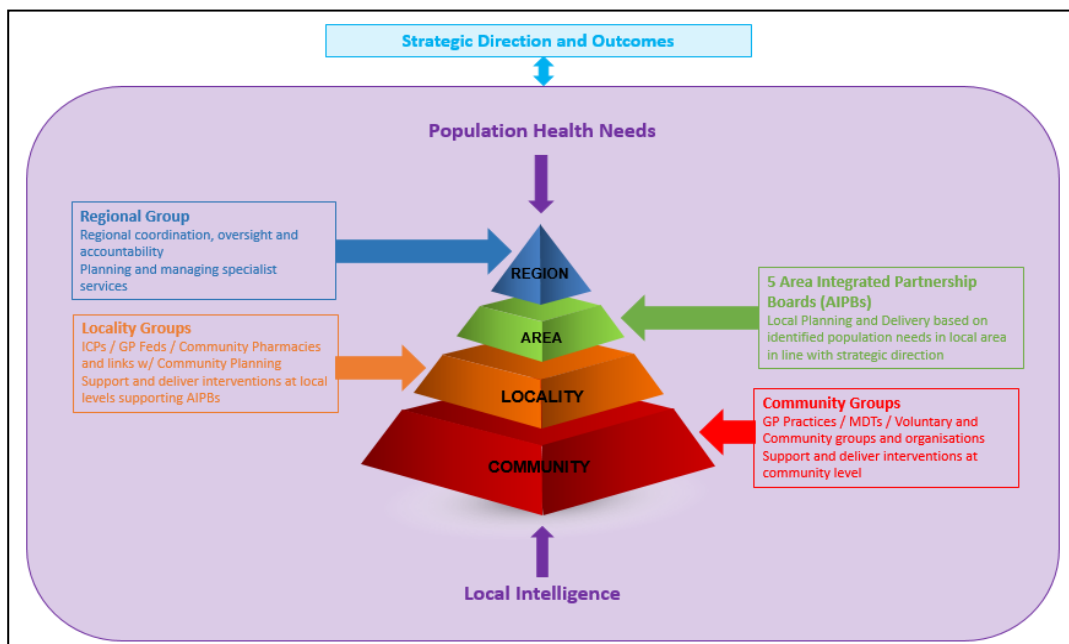 Strategic Direction and Outcomes
Population Health Needs
Regional Group
Regional coordination, oversight and
accountability
Planning and managing specialist
services
REGION
5 Area Integrated Partnership
Boards (AIPBs)
Local Planning and Delivery based on
identified population needs in local area
in line with strategic direction
AREA
Locality Groups
ICPs / GP Feds / Community Pharmacies
and links w/ Community Planning
Support and deliver interventions at local
levels supporting AIPBs
LOCALITY
Community Groups
GP Practices / MDTs / Voluntary and
Community groups and organisations
Support and deliver interventions at
community level
COMMUNITY
Local Intelligence